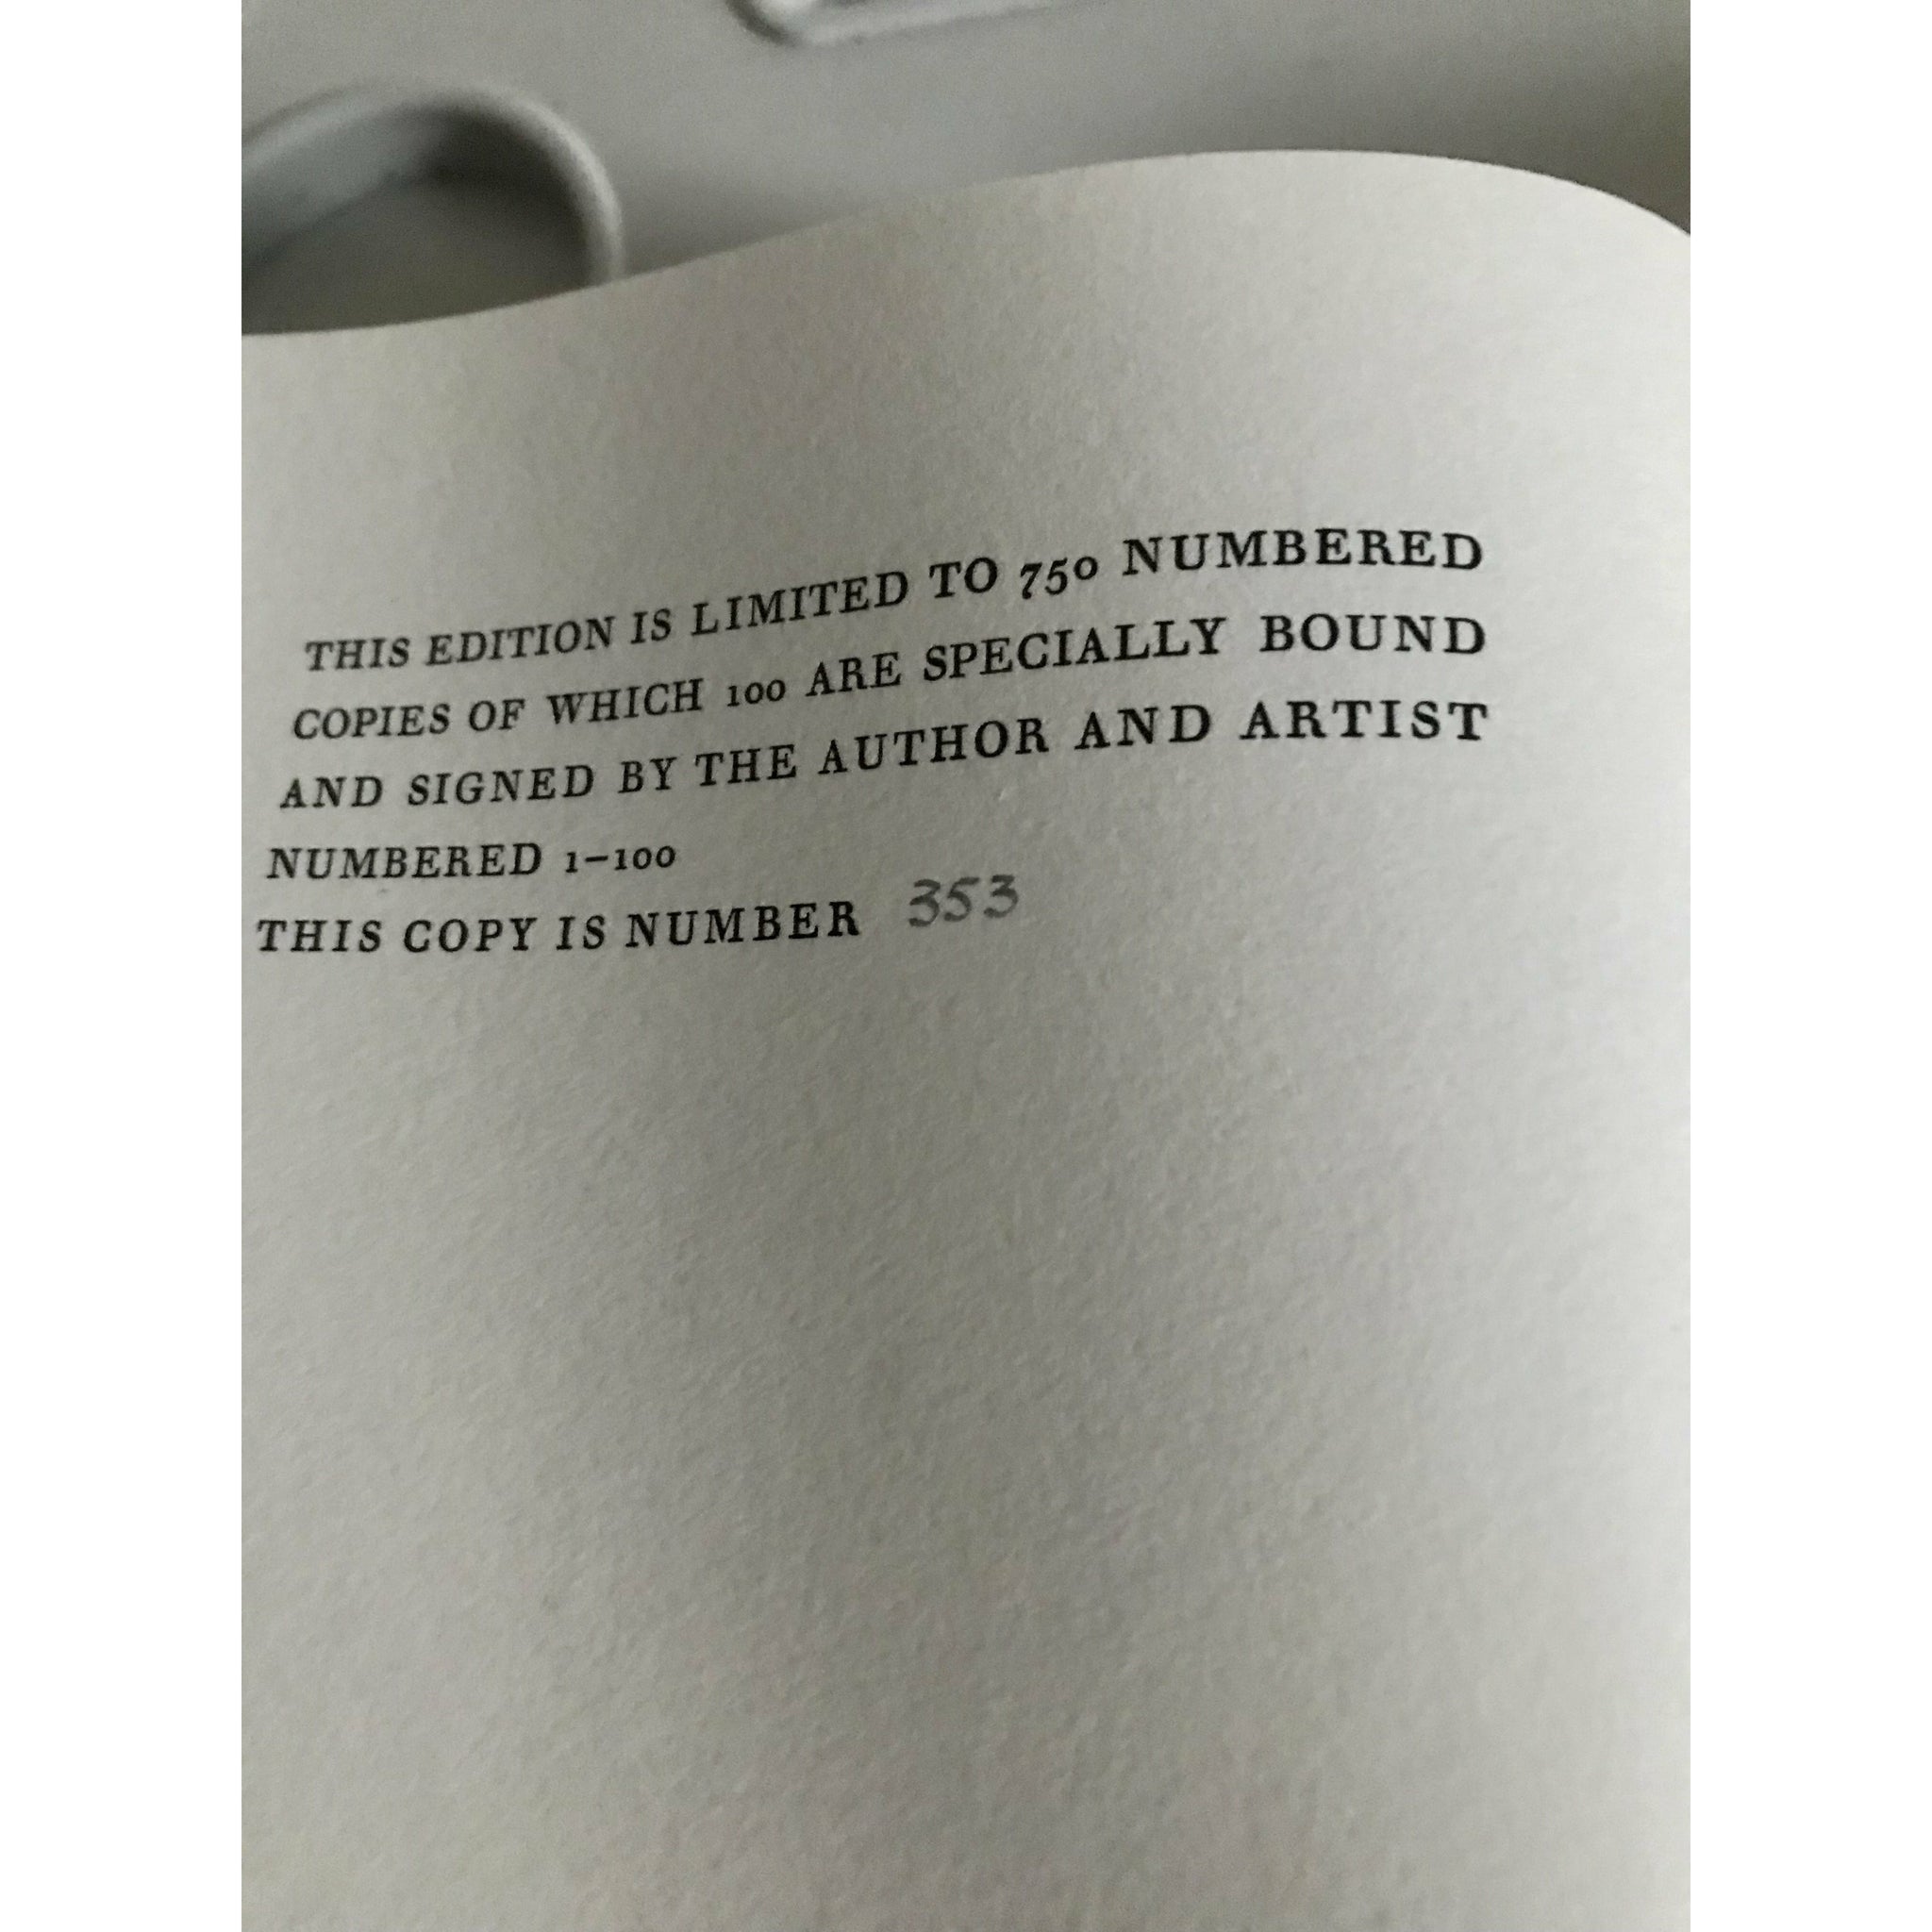 THIS EDITION IS LIMITED TO 750 NUMBERED
COPIES OF WHICH 100 ARE SPECIALLY BOUND
AND SIGNED BY THE AUTHOR AND ARTIST
NUMBERED 1–100
THIS COPY IS NUMBER 353